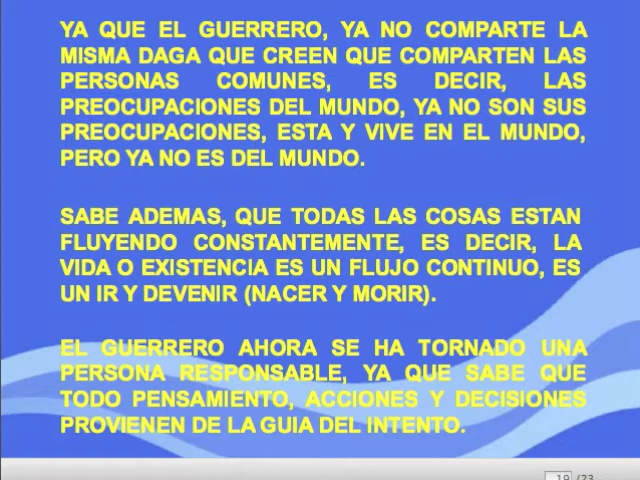 YA QUE EL GUERRERO, YA NO COMPARTE LA
MISMA DAGA QUE CREEN QUE COMPARTEN LAS
PERSONAS COMUNES, ES DECIR, LAS
PREOCUPACIONES DEL MUNDO, YA NO SON SUS
PREOCUPACIONES, ESTA Y VIVE EN EL MUNDO,
PERO YA NO ES DEL MUNDO.
SABE ADEMAS, QUE TODAS LAS COSAS ESTAN
FLUYENDO CONSTANTEMENTE, ES DECIR, LA
VIDA O EXISTENCIA ES UN FLUJO CONTINUO, ES
UN IR Y DEVENIR (NACER Y MORIR).
EL GUERRERO AHORA SE HA TORNADO UNA
PERSONA RESPONSABLE, YA QUE SABE QUE
TODO PENSAMIENTO, ACCIONES Y DECISIONES
PROVIENEN DE LA GUIA DEL INTENTO.
19 /23